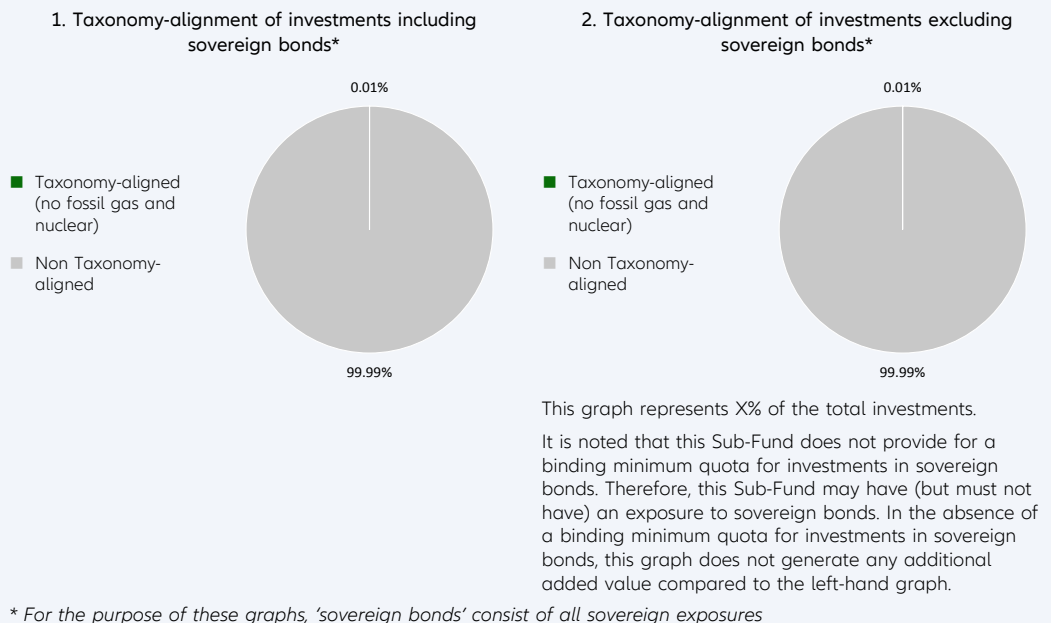 1. Taxonomy-alignment of investments including
sovereign bonds*
0.01%
Taxonomy-aligned
(no fossil gas and
nuclear)
Non Taxonomy-
aligned
99.99%
2. Taxonomy-alignment of investments excluding
sovereign bonds*
0.01%
Taxonomy-aligned
(no fossil gas and
nuclear)
Non Taxonomy-
aligned
99.99%
This graph represents X% of the total investments.
It is noted that this Sub-Fund does not provide for a
binding minimum quota for investments in sovereign
bonds. Therefore, this Sub-Fund may have (but must not
have) an exposure to sovereign bonds. In the absence of
a binding minimum quota for investments in sovereign
bonds, this graph does not generate any additional
added value compared to the left-hand graph.
* For the purpose of these graphs, ‘sovereign bonds’ consist of all sovereign exposures